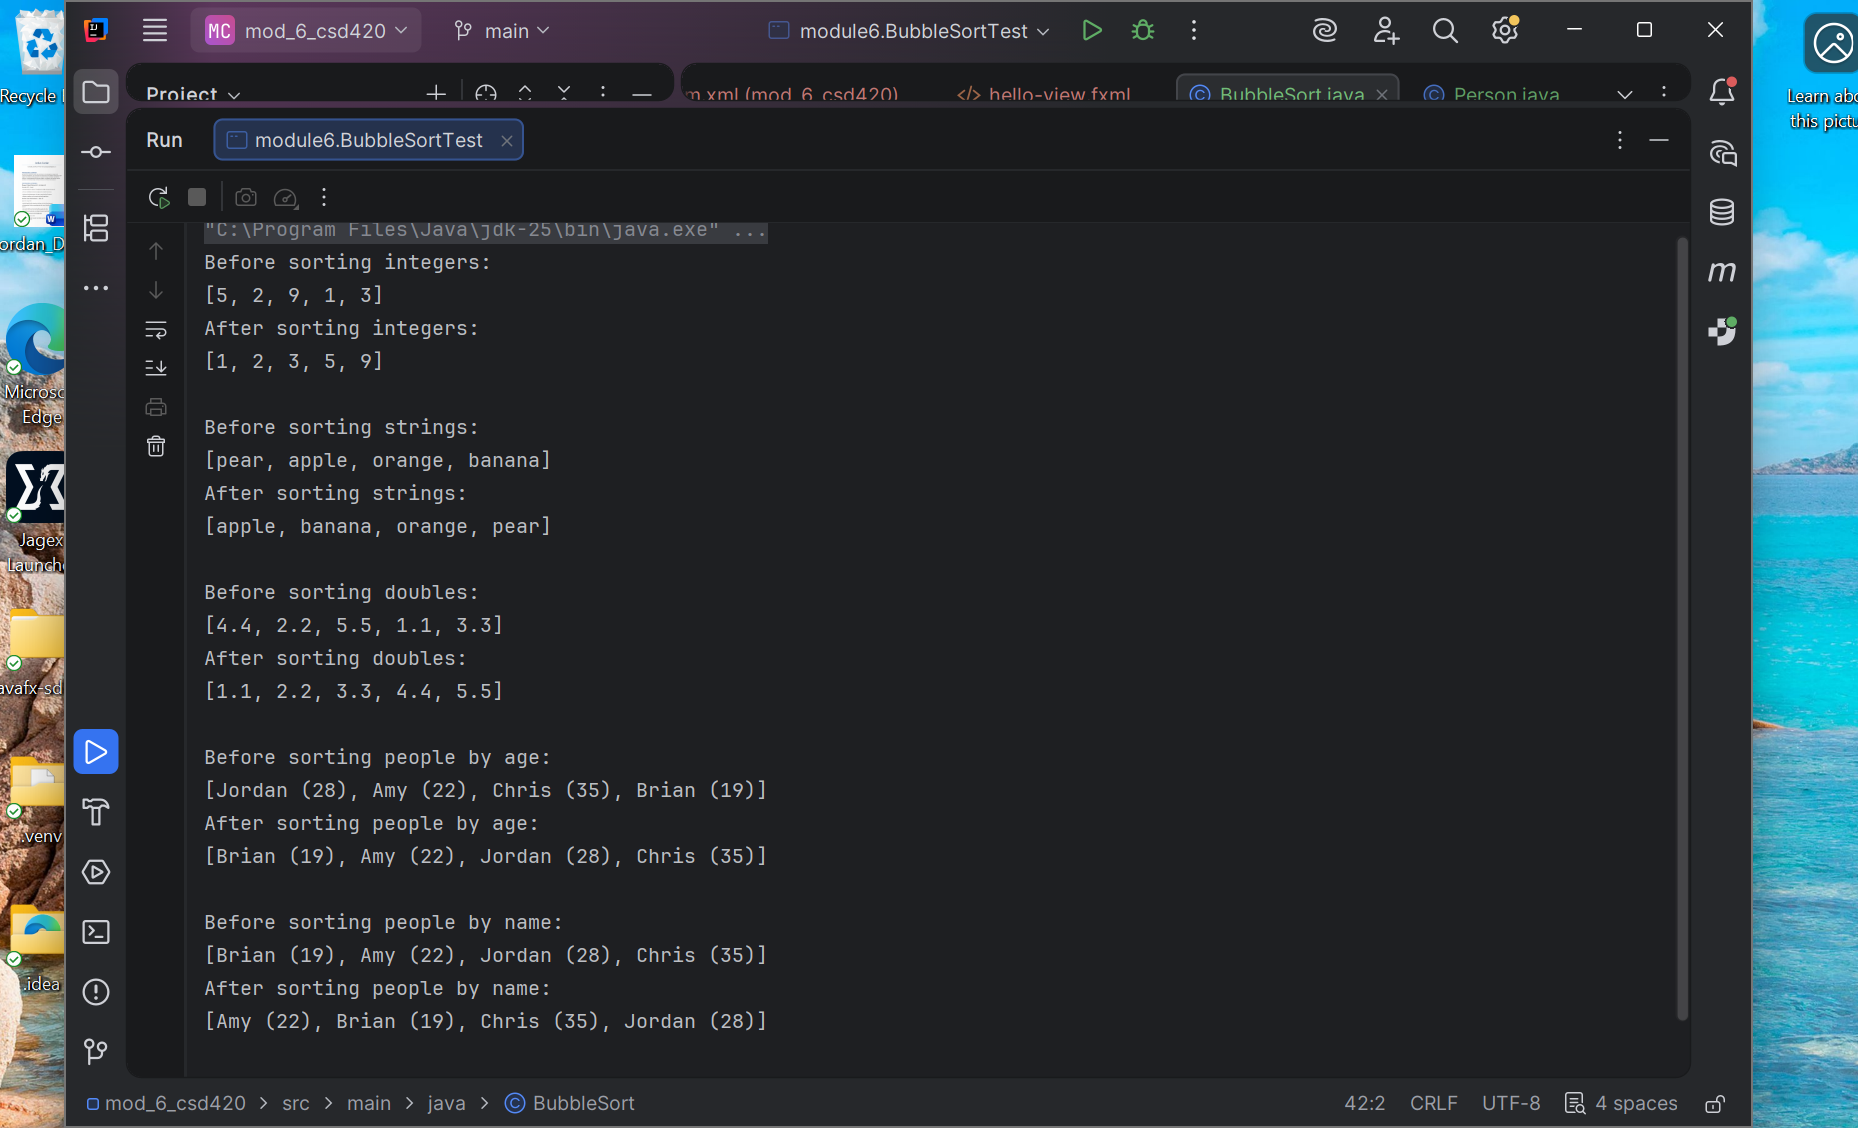 Recycle
MC mod_6_csd420 main module6.BubbleSortTest
Project
m.xml (mod_6_csd420) hello-view.fxml BubbleSort.java Person.java
Learn abo
this pictu
Run module6.BubbleSortTest
"C:\Program Files\Java\jdk-25\bin\java.exe" ...
Before sorting integers:
[5, 2, 9, 1, 3]
After sorting integers:
[1, 2, 3, 5, 9]
Before sorting strings:
[pear, apple, orange, banana]
After sorting strings:
[apple, banana, orange, pear]
Before sorting doubles:
[4.4, 2.2, 5.5, 1.1, 3.3]
After sorting doubles:
[1.1, 2.2, 3.3, 4.4, 5.5]
Before sorting people by age:
[Jordan (28), Amy (22), Chris (35), Brian (19)]
After sorting people by age:
[Brian (19), Amy (22), Jordan (28), Chris (35)]
Before sorting people by name:
[Brian (19), Amy (22), Jordan (28), Chris (35)]
After sorting people by name:
[Amy (22), Brian (19), Chris (35), Jordan (28)]
ordan_D
Microso
Edge
Jagex
Launche
avafx-sd
.venv
.idea
m
mod_6_csd420 > src > main > java > BubbleSort
42:2 CRLF UTF-8 4 spaces